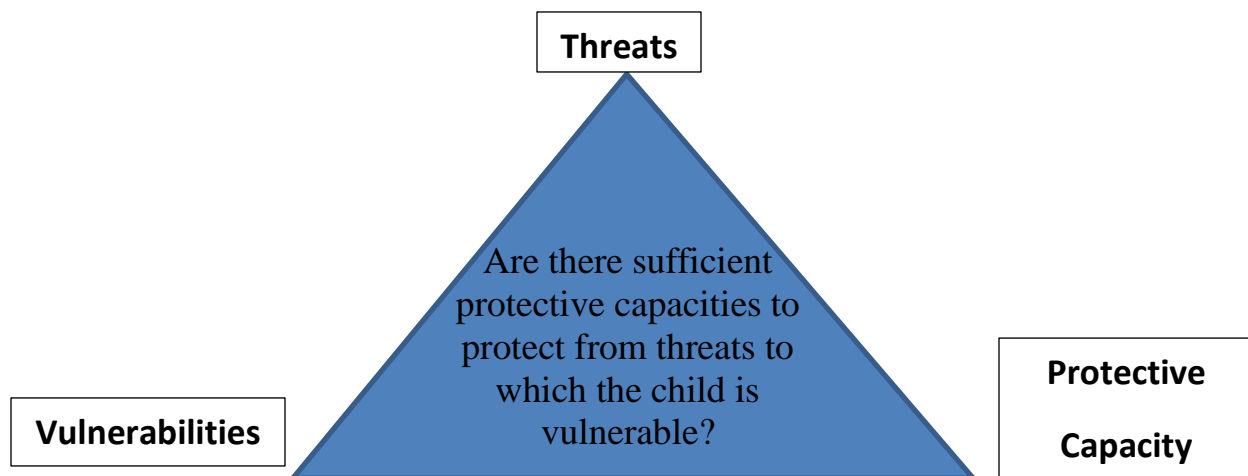 Threats
Are there sufficient
protective capacities to
protect from threats to
which the child is
vulnerable?
Vulnerabilities
Protective
Capacity